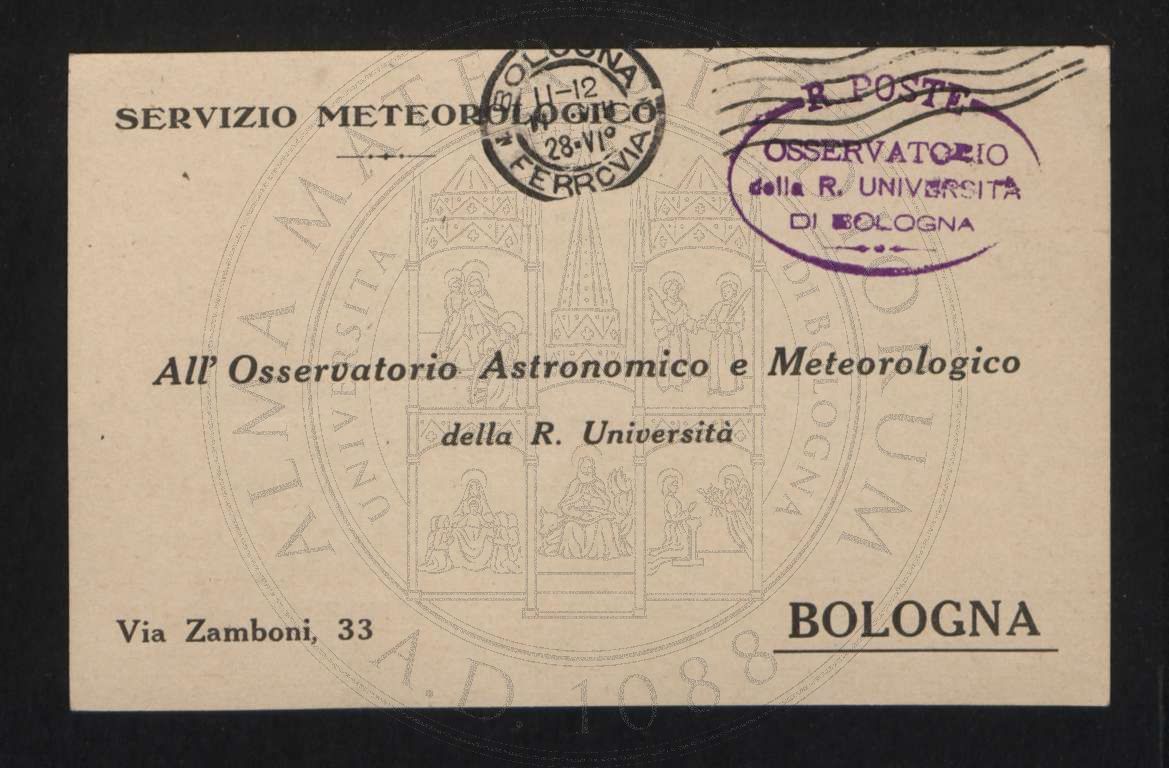 BOLOGNA
11-12
28•VI°
FERROVIA
SERVIZIO METEOROLOGICO
R. POSTE
OSSERVATORIO
della R. UNIVERSITÀ
DI BOLOGNA
All' Osservatorio Astronomico e Meteorologico
della R. Università
Via Zamboni, 33
BOLOGNA
ALMA MATER STUDIORUM
UNIVERSITA DI BOLOGNA
A.D. 1088